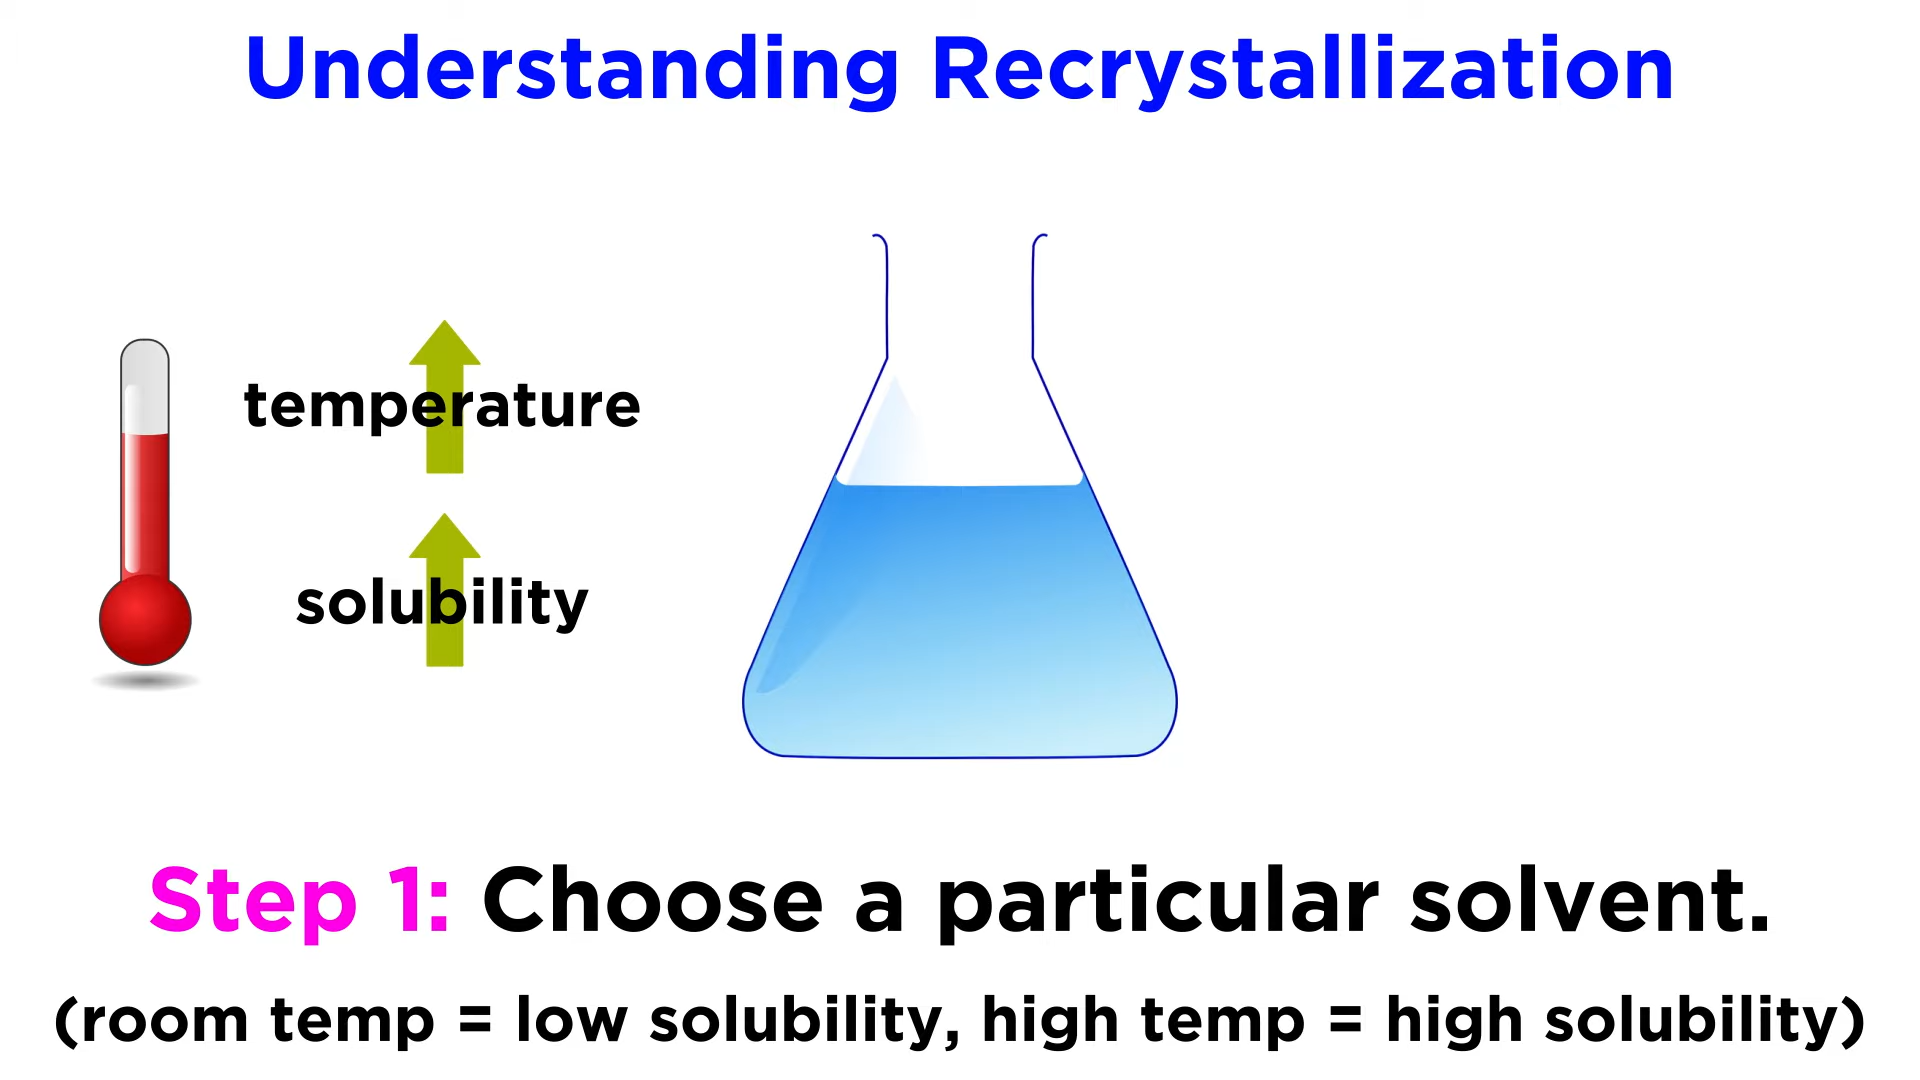 Understanding Recrystallization
temperature
solubility
Step 1: Choose a particular solvent.
(room temp = low solubility, high temp = high solubility)